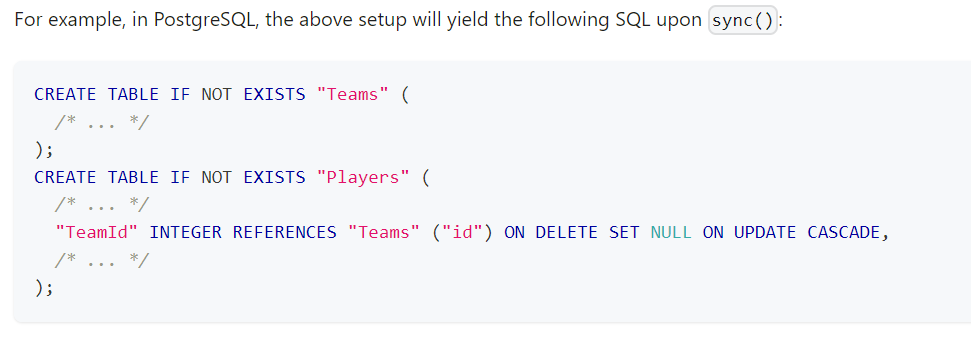 For example, in PostgreSQL, the above setup will yield the following SQL upon sync():
CREATE TABLE IF NOT EXISTS "Teams" (
  /* ... */
);
CREATE TABLE IF NOT EXISTS "Players" (
  /* ... */
  "TeamId" INTEGER REFERENCES "Teams" ("id") ON DELETE SET NULL ON UPDATE CASCADE,
  /* ... */
);